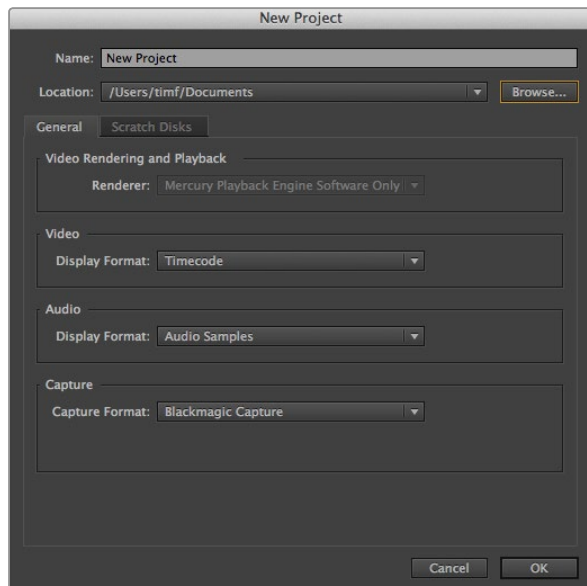 New Project
Name: New Project
Location: /Users/timf/Documents Browse...
General Scratch Disks
Video Rendering and Playback
Renderer: Mercury Playback Engine Software Only
Video
Display Format: Timecode
Audio
Display Format: Audio Samples
Capture
Capture Format: Blackmagic Capture
Cancel OK